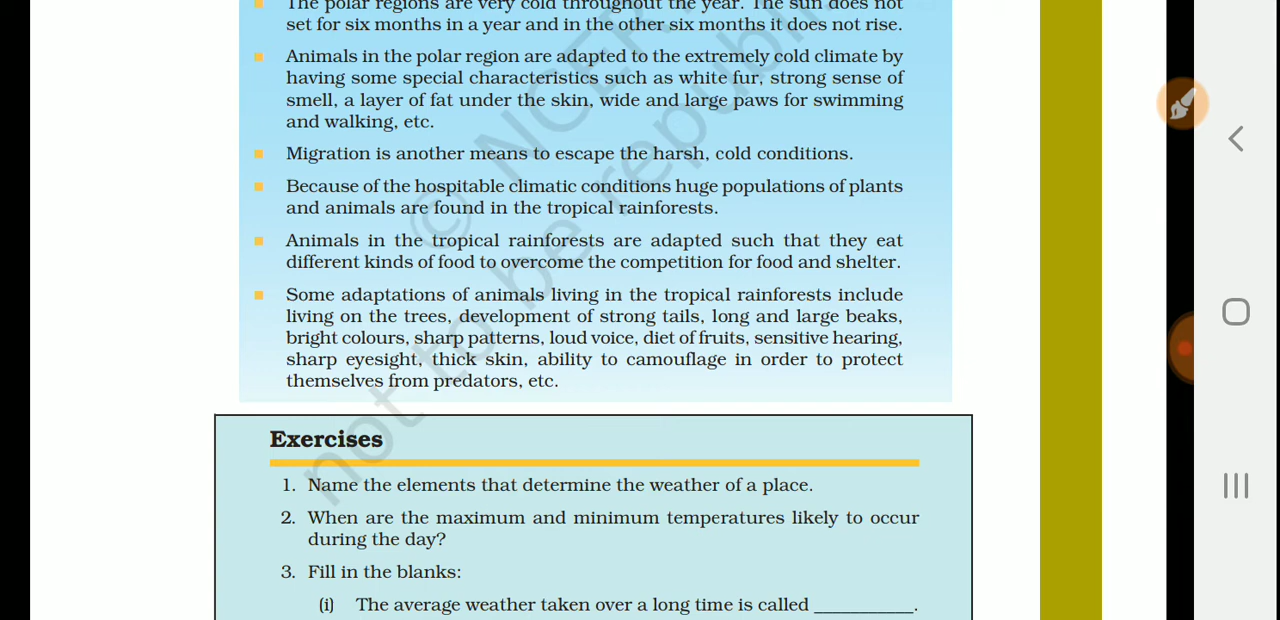 The polar regions are very cold throughout the year. The sun does not
set for six months in a year and in the other six months it does not rise.
Animals in the polar region are adapted to the extremely cold climate by
having some special characteristics such as white fur, strong sense of
smell, a layer of fat under the skin, wide and large paws for swimming
and walking, etc.
Migration is another means to escape the harsh, cold conditions.
Because of the hospitable climatic conditions huge populations of plants
and animals are found in the tropical rainforests.
Animals in the tropical rainforests are adapted such that they eat
different kinds of food to overcome the competition for food and shelter.
Some adaptations of animals living in the tropical rainforests include
living on the trees, development of strong tails, long and large beaks,
bright colours, sharp patterns, loud voice, diet of fruits, sensitive hearing,
sharp eyesight, thick skin, ability to camouflage in order to protect
themselves from predators, etc.
© NCER
not to be republi
Exercises
1. Name the elements that determine the weather of a place.
2. When are the maximum and minimum temperatures likely to occur
during the day?
3. Fill in the blanks:
(i) The average weather taken over a long time is called ___________.